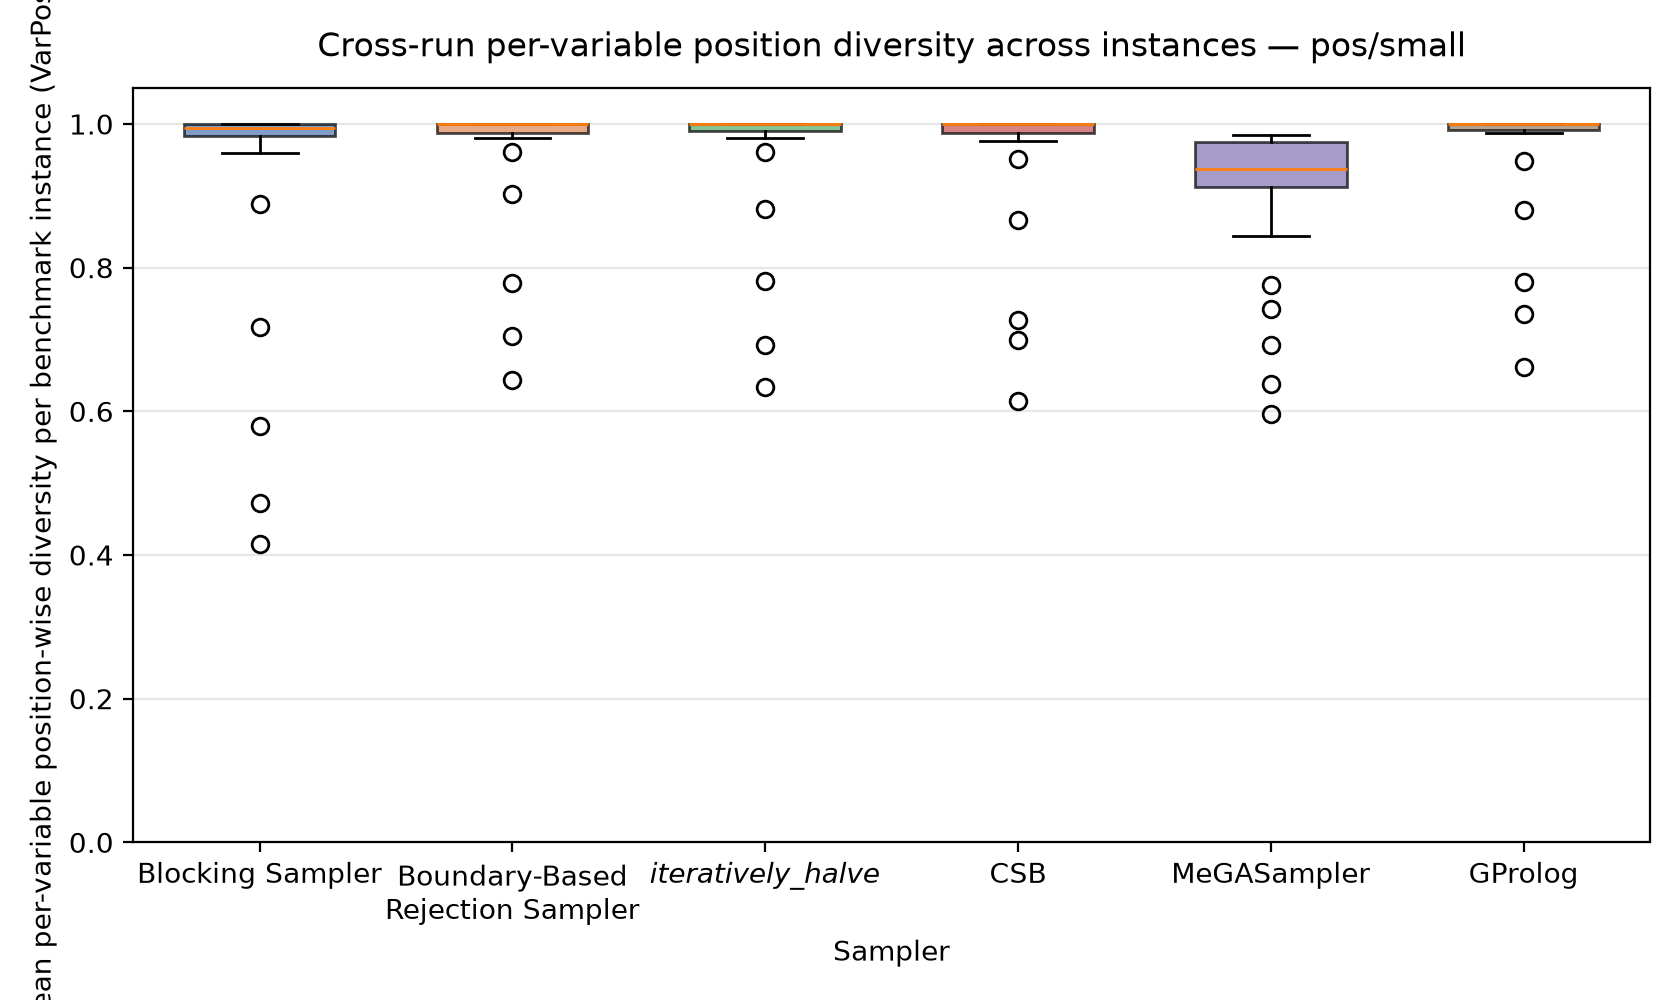 Cross-run per-variable position diversity across instances — pos/small
per-variable position-wise diversity per benchmark instance
1.0
0.8
0.6
0.4
0.2
0.0
Blocking Sampler
Boundary-Based
Rejection Sampler
iteratively_halve
CSB
MeGASampler
GProlog
Sampler